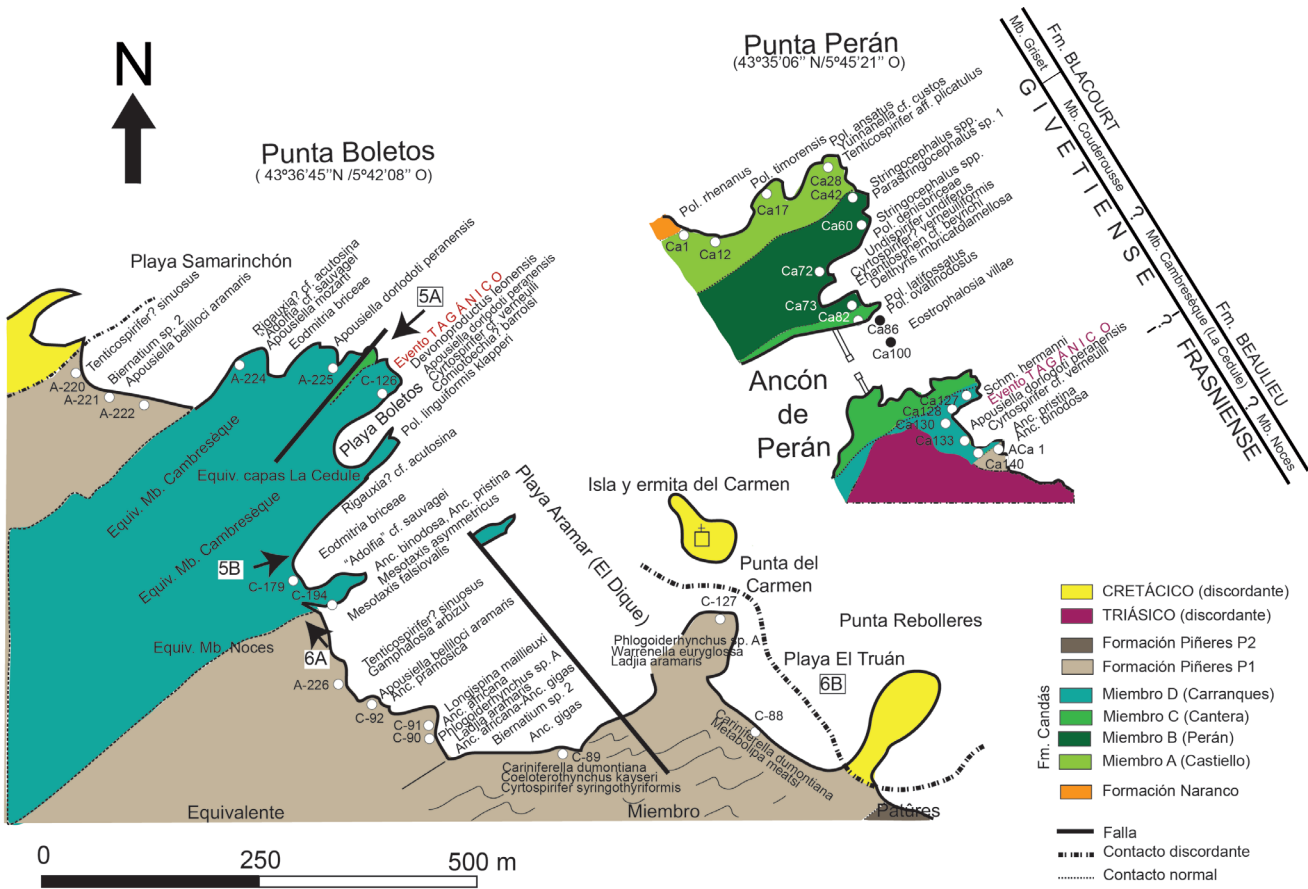 N
Punta Boletos
( 43º36'45''N /5º42'08'' O)
Playa Samarinchón
Tenticospirifer? sinuosus
Biernatium sp. 2
Apousiella belliloci aramaris
A-220
A-221
A-222
Rigauxia? cf. acutosina
"Adolfia" cf. sauvagei
Apousiella mozarti
Eodmitria briceae
Apousiella dorlodoti peranensis
5A
A-224
A-225
C-126
Evento TAGÁNICO
Devonoproductus leonensis
Apousiella dorlodoti peranensis
Cyrtospirifer cf. verneuili
Comiotoechia? barroisi
Pol. linguiformis klapperi
Playa Boletos
Equiv. capas La Cedule
Equiv. Mb. Cambresèque
Equiv. Mb. Cambresèque
Rigauxia? cf. acutosina
Eodmitria briceae
"Adolfia" cf. sauvagei
Anc. binodosa, Anc. pristina
Mesotaxis asymmetricus
Mesotaxis falsiovalis
5B
C-179
C-194
Equiv. Mb. Noces
6A
A-226
C-92
C-91
C-90
Tenticospirifer? sinuosus
Gamphalosia arbizui
Apousiella belliloci aramaris
Anc. pramosica
Longispina maillieuxi
Anc. africana
Phlogoiderhynchus sp. A
Ladjia aramaris
Anc. africana-Anc. gigas
Biernatium sp. 2
Anc. gigas
C-89
Cariniferella dumontiana
Coeloterothynchus kayseri
Cyrtospirifer syringothyriformis
Playa Aramar (El Dique)
Isla y ermita del Carmen
Punta del
Carmen
C-127
Phlogoiderhynchus sp. A
Warrenella euryglossa
Ladjia aramaris
Punta Rebolleres
Playa El Truán
6B
C-88
Cariniferella dumontiana
Metabolipa meatsi
Equivalente
Miembro
Patûres
0
250
500 m
Punta Perán
(43º35'06'' N/5º45'21'' O)
Pol. rhenanus
Pol. timorensis
Pol. ansatus
Yunnanella cf. custos
Tenticospirifer aff. plicatulus
Stringocephalus spp.
Parastringocephalus sp. 1
Stringocephalus spp.
Pol. denisbriceae
Undispirifer undiferus
Cyrtospirifer? verneuiliformis
Enantiosphen cf. beyrichi
Delthyris imbricatolamellosa
Pol. latifossatus
Pol. ovatinodosus
Eostrophalosia villae
Ca1
Ca12
Ca17
Ca28
Ca42
Ca60
Ca72
Ca73
Ca82
Ca86
Ca100
Ancón
de
Perán
Schm. hermanni
Evento TAGÁNICO
Apousiella dorlodoti peranensis
Cyrtospirifer cf. verneuili
Anc. pristina
Anc. binodosa
Ca127
Ca128
Ca130
Ca133
ACa 1
Ca140
Fm. BLACOURT
Fm. BEAULIEU
Mb. Griset
Mb. Couderousse
?
Mb. Cambresèque (La Cedule)
?
Mb. Noces
GIVETIENSE
?
FRASNIENSE
CRETÁCICO (discordante)
TRIÁSICO (discordante)
Formación Piñeres P2
Formación Piñeres P1
Fm. Candás
Miembro D (Carranques)
Miembro C (Cantera)
Miembro B (Perán)
Miembro A (Castiello)
Formación Naranco
Falla
Contacto discordante
Contacto normal